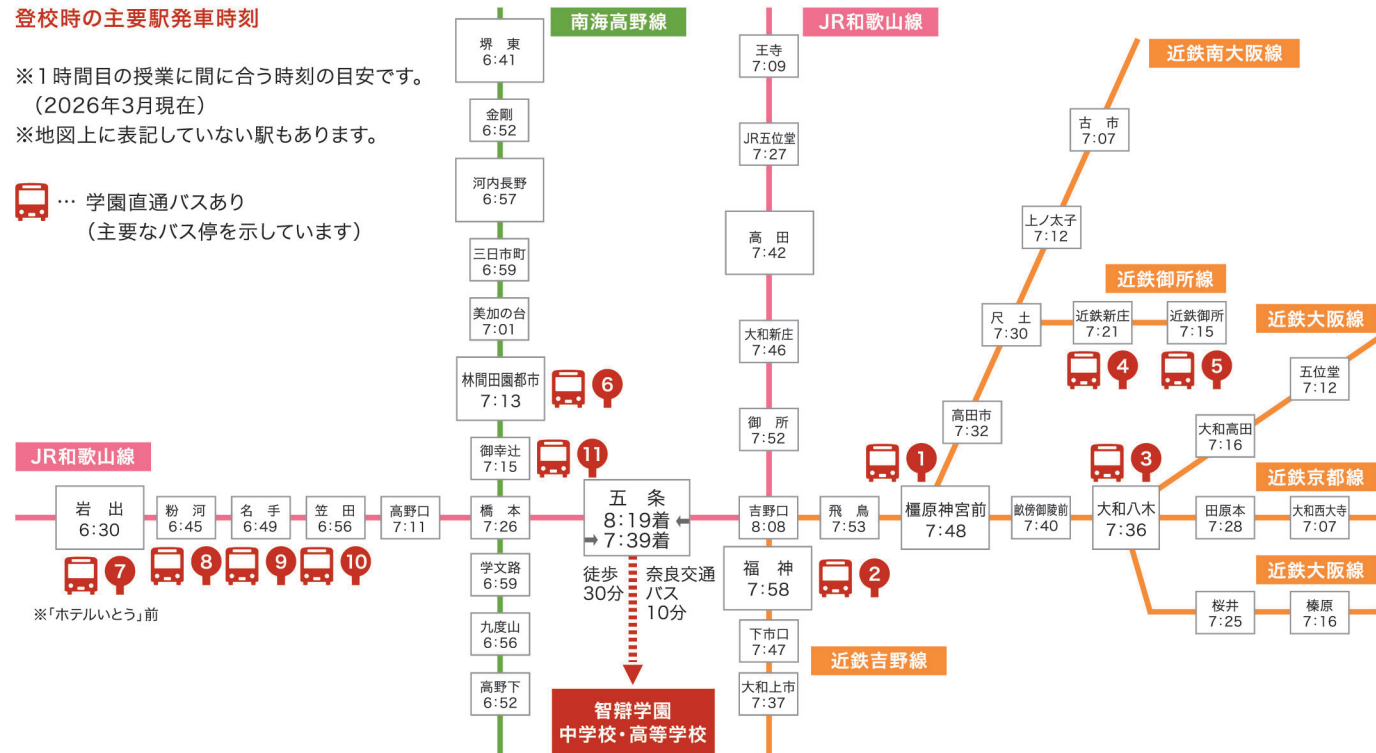 登校時の主要駅発車時刻
※1時間目の授業に間に合う時刻の目安です。
（2026年3月現在）
※地図上に表記していない駅もあります。
… 学園直通バスあり
（主要なバス停を示しています）
南海高野線
堺 東
6:41
金剛
6:52
河内長野
6:57
三日市町
6:59
美加の台
7:01
林間田園都市
7:13
6
御幸辻
7:15
11
橋 本
7:26
学文路
6:59
九度山
6:56
高野下
6:52
JR和歌山線
岩 出
6:30
7
※「ホテルいとう」前
粉 河
6:45
8
名 手
6:49
9
笠 田
6:56
10
高野口
7:11
五 条
8:19着
7:39着
徒歩
30分
奈良交通
バス
10分
智辯学園
中学校・高等学校
JR和歌山線
王寺
7:09
JR五位堂
7:27
高 田
7:42
大和新庄
7:46
御 所
7:52
吉野口
8:08
福 神
7:58
2
下市口
7:47
大和上市
7:37
近鉄吉野線
飛 鳥
7:53
1
橿原神宮前
7:48
畝傍御陵前
7:40
3
大和八木
7:36
近鉄南大阪線
古 市
7:07
上ノ太子
7:12
尺 土
7:30
高田市
7:32
近鉄御所線
近鉄新庄
7:21
4
近鉄御所
7:15
5
近鉄大阪線
五位堂
7:12
大和高田
7:16
近鉄京都線
田原本
7:28
大和西大寺
7:07
近鉄大阪線
桜井
7:25
榛原
7:16